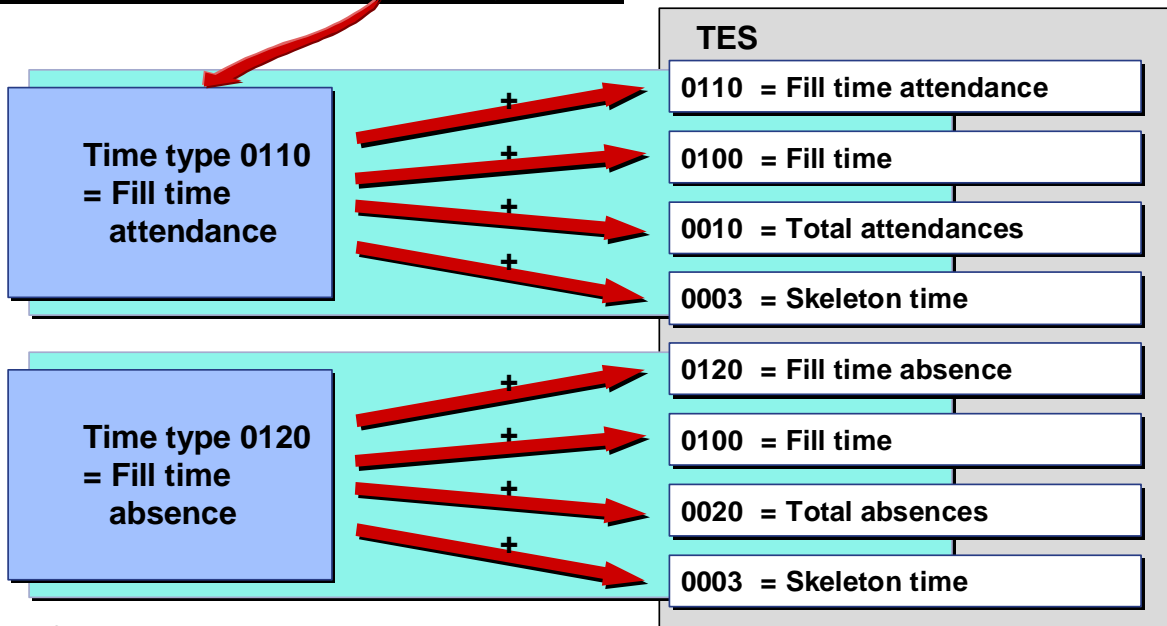 TES
Time type 0110
= Fill time
attendance
+
+
+
+
0110 = Fill time attendance
0100 = Fill time
0010 = Total attendances
0003 = Skeleton time
Time type 0120
= Fill time
absence
+
+
+
+
0120 = Fill time absence
0100 = Fill time
0020 = Total absences
0003 = Skeleton time